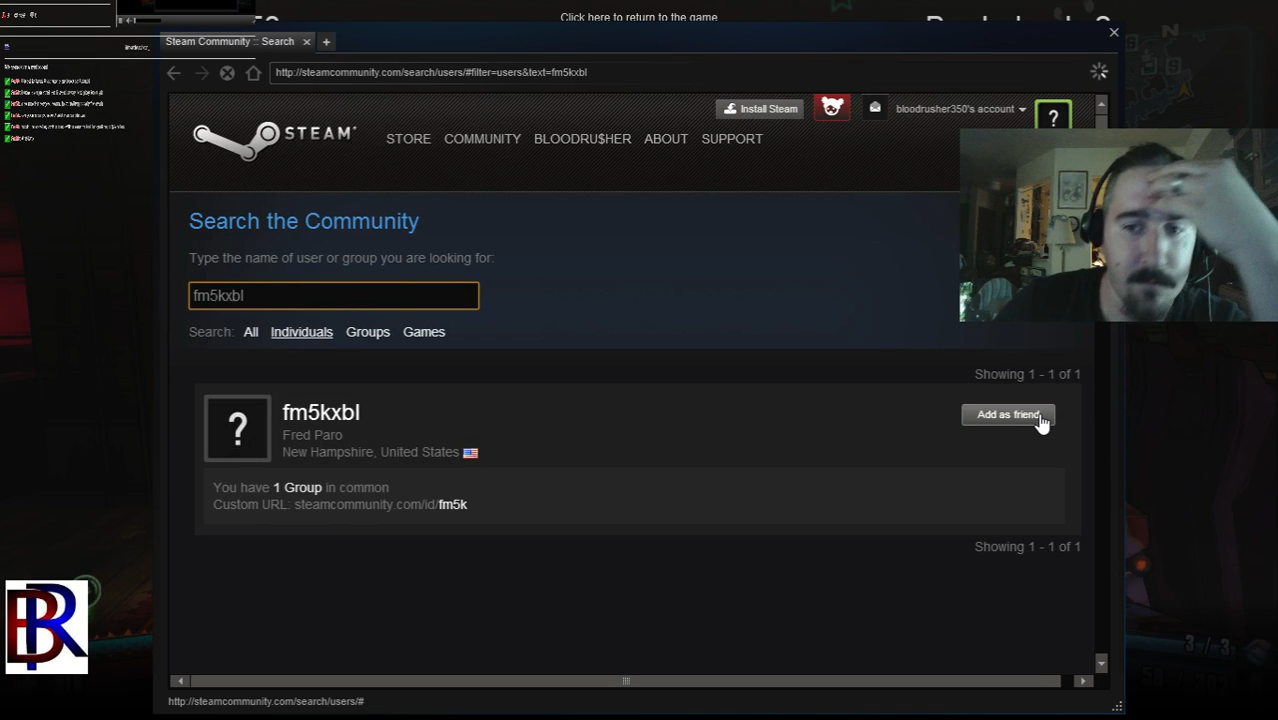 Click here to return to the game
Steam Community :: Search
http://steamcommunity.com/search/users/#filter=users&text=fm5kxbl
Install Steam
bloodrusher350's account
?
STEAM
STORE COMMUNITY BLOODRU$HER ABOUT SUPPORT
Search the Community
Type the name of user or group you are looking for:
fm5kxbl
Search: All Individuals Groups Games
Showing 1 - 1 of 1
?
fm5kxbl
Add as friend
Fred Paro
New Hampshire, United States
You have 1 Group in common
Custom URL: steamcommunity.com/id/fm5k
Showing 1 - 1 of 1
BR
3 / 3
http://steamcommunity.com/search/users/#